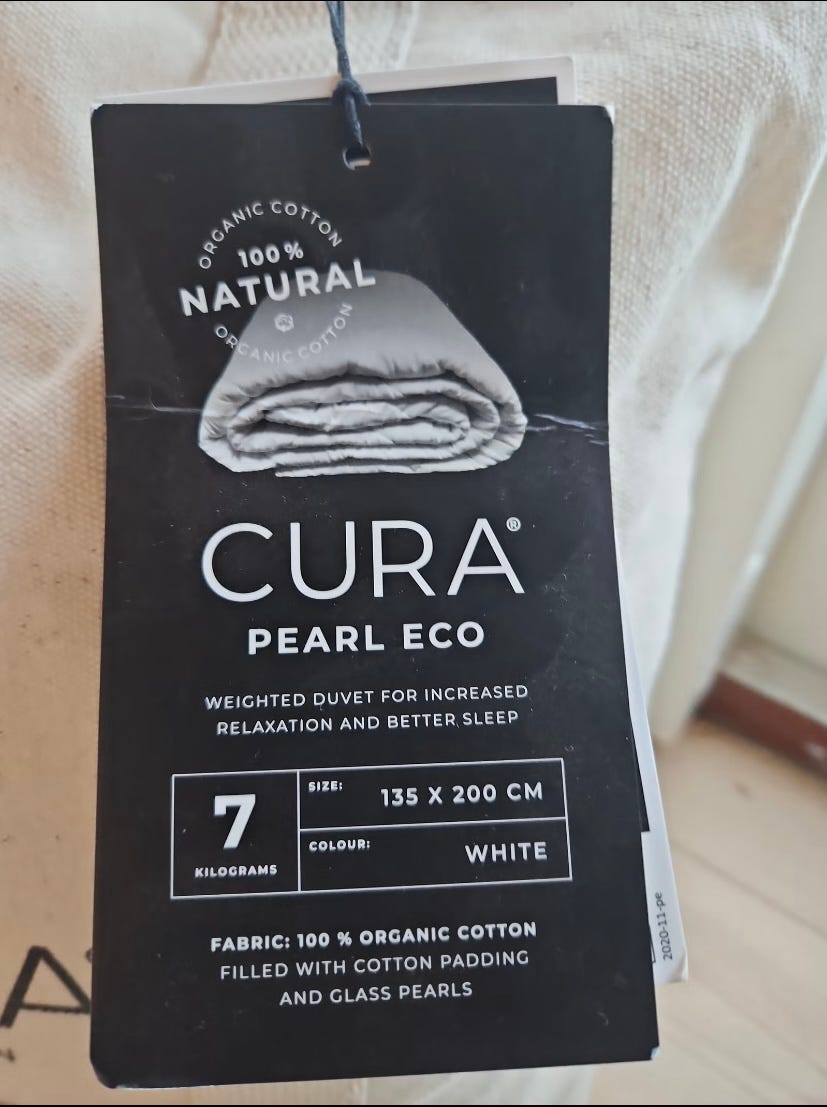 ORGANIC COTTON
100 %
NATURAL
ORGANIC COTTON
CURA®
PEARL ECO
WEIGHTED DUVET FOR INCREASED
RELAXATION AND BETTER SLEEP
7
KILOGRAMS
SIZE: 135 X 200 CM
COLOUR: WHITE
FABRIC: 100 % ORGANIC COTTON
FILLED WITH COTTON PADDING
AND GLASS PEARLS
2020-11-pe
A